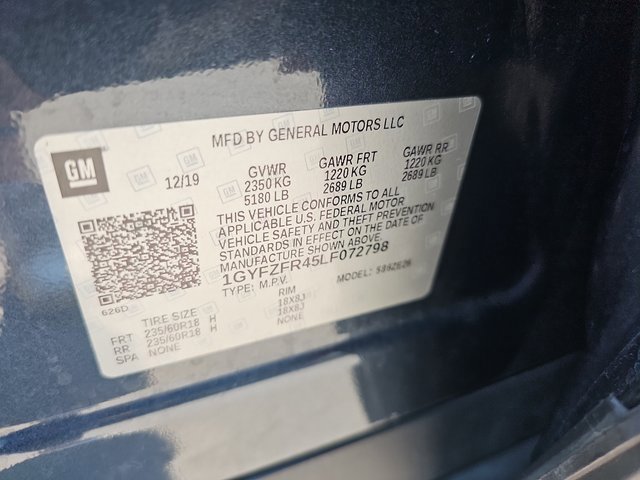 MFD BY GENERAL MOTORS LLC
GM
12/19
GVWR GAWR FRT GAWR RR
2350 KG 1220 KG 1220 KG
5180 LB 2689 LB 2689 LB
THIS VEHICLE CONFORMS TO ALL
APPLICABLE U.S. FEDERAL MOTOR
VEHICLE SAFETY AND THEFT PREVENTION
STANDARDS IN EFFECT ON THE DATE OF
MANUFACTURE SHOWN ABOVE.
1GYFZFR45LF072798
TYPE: M.P.V. MODEL: 5862E26
626D
TIRE SIZE RIM
FRT 235/60R18 H 18X8J
RR 235/60R18 H 18X8J
SPA NONE NONE